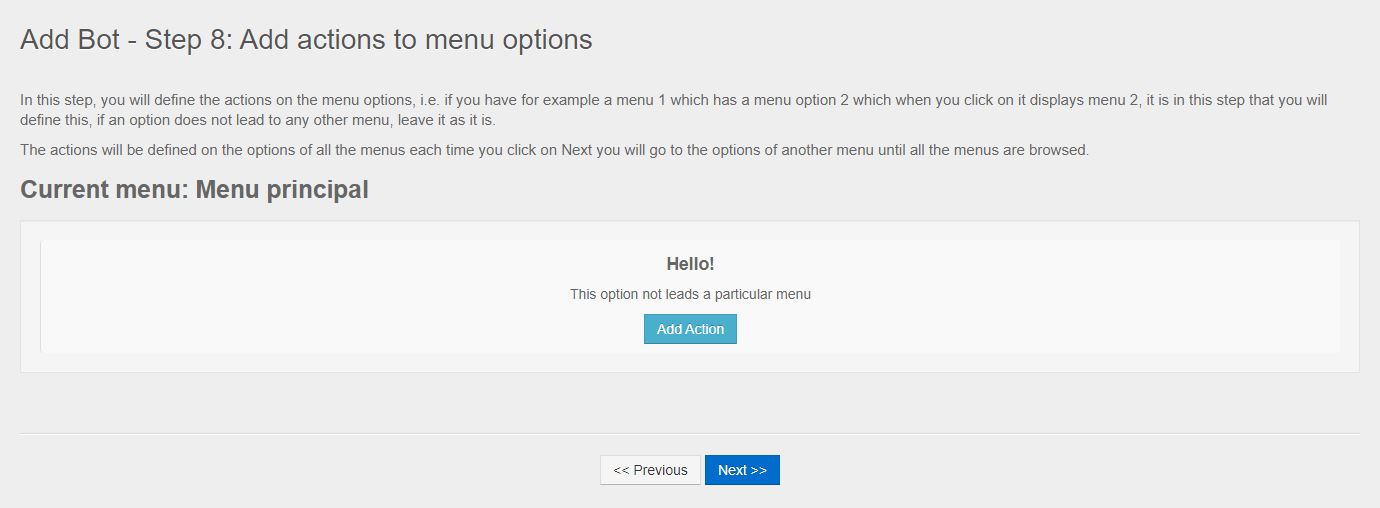 Add Bot - Step 8: Add actions to menu options
In this step, you will define the actions on the menu options, i.e. if you have for example a menu 1 which has a menu option 2 which when you click on it displays menu 2, it is in this step that you will
define this, if an option does not lead to any other menu, leave it as it is.
The actions will be defined on the options of all the menus each time you click on Next you will go to the options of another menu until all the menus are browsed.
Current menu: Menu principal
Hello!
This option not leads a particular menu
Add Action
<< Previous
Next >>